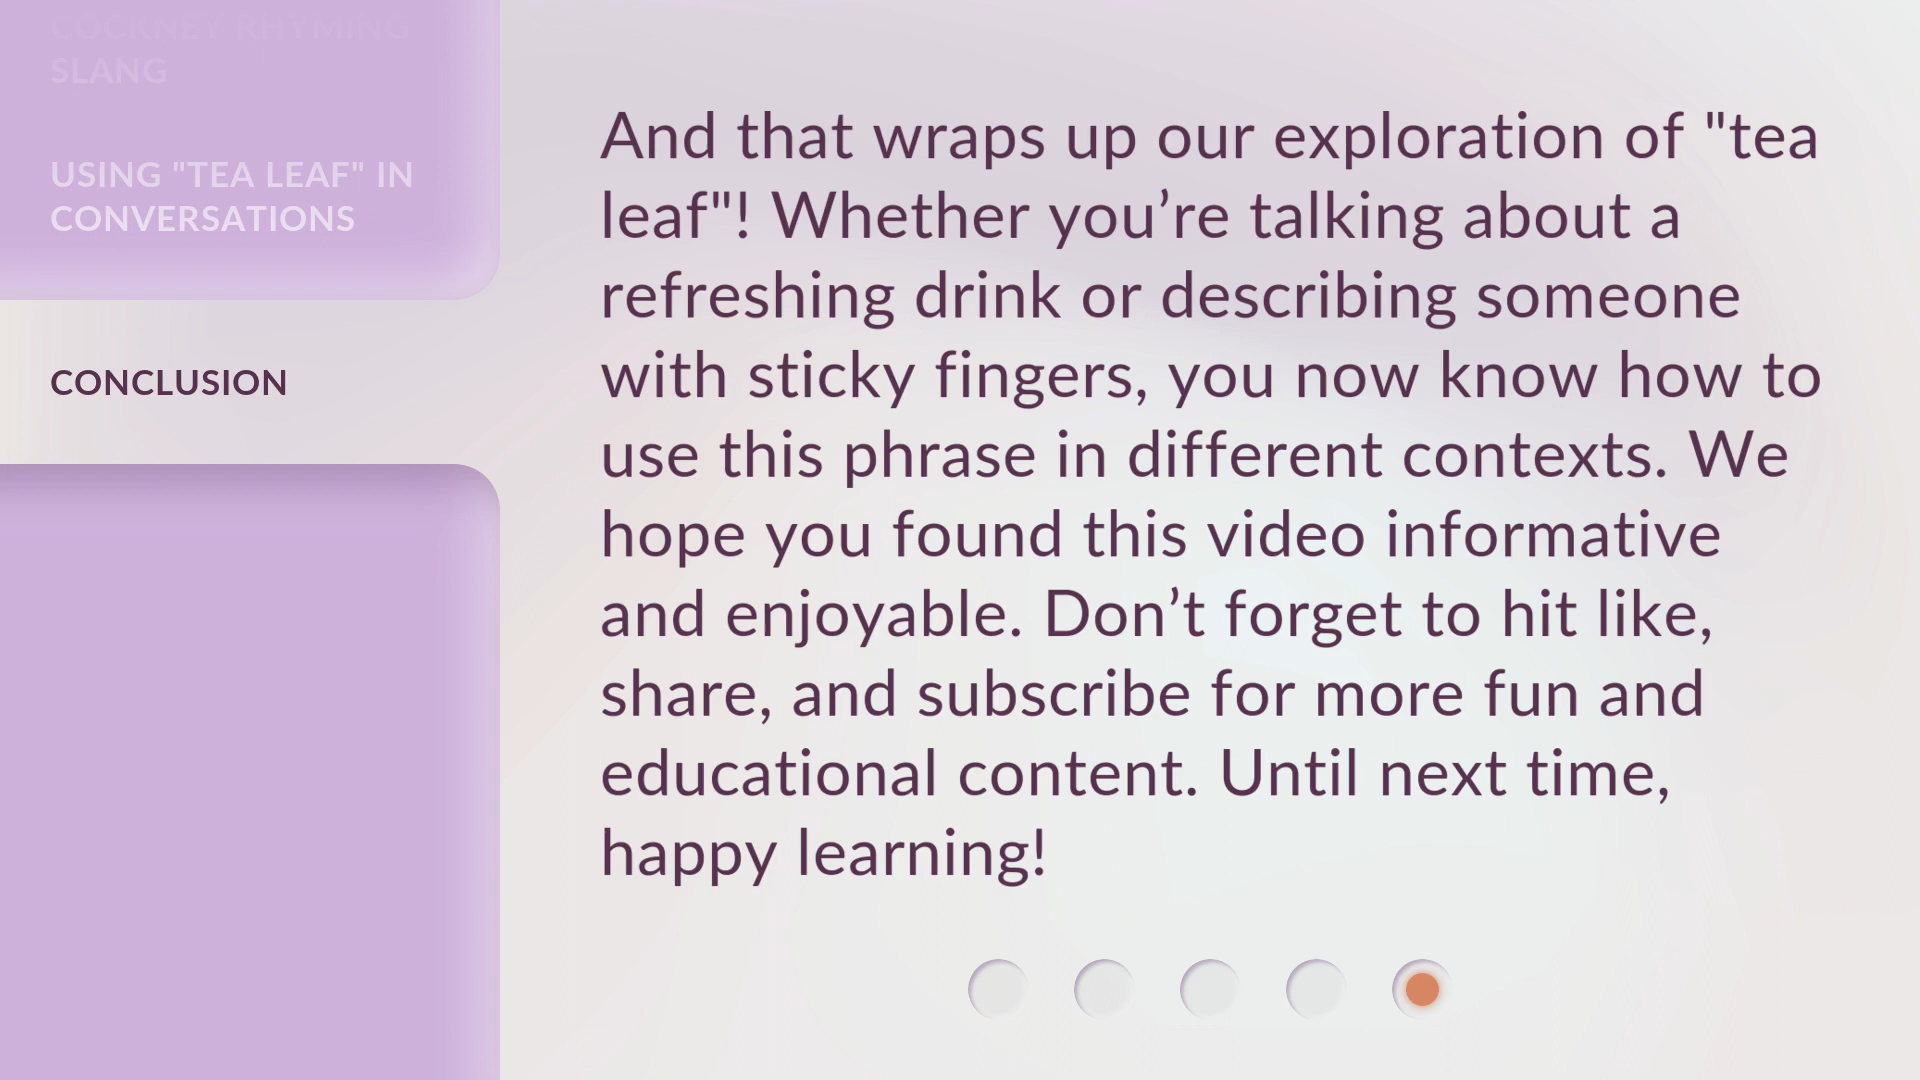 COCKNEY RHYMING
SLANG
USING "TEA LEAF" IN
CONVERSATIONS
CONCLUSION
And that wraps up our exploration of "tea
leaf"! Whether you’re talking about a
refreshing drink or describing someone
with sticky fingers, you now know how to
use this phrase in different contexts. We
hope you found this video informative
and enjoyable. Don’t forget to hit like,
share, and subscribe for more fun and
educational content. Until next time,
happy learning!